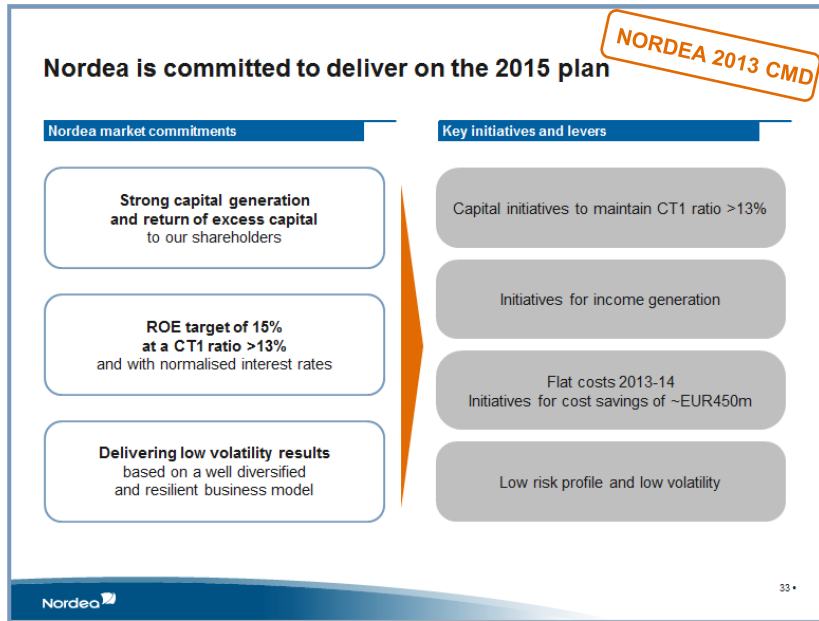 NORDEA 2013 CMD
Nordea is committed to deliver on the 2015 plan
Nordea market commitments
Strong capital generation
and return of excess capital
to our shareholders
ROE target of 15%
at a CT1 ratio >13%
and with normalised interest rates
Delivering low volatility results
based on a well diversified
and resilient business model
Key initiatives and levers
Capital initiatives to maintain CT1 ratio >13%
Initiatives for income generation
Flat costs 2013-14
Initiatives for cost savings of ~EUR450m
Low risk profile and low volatility
33 •
Nordea